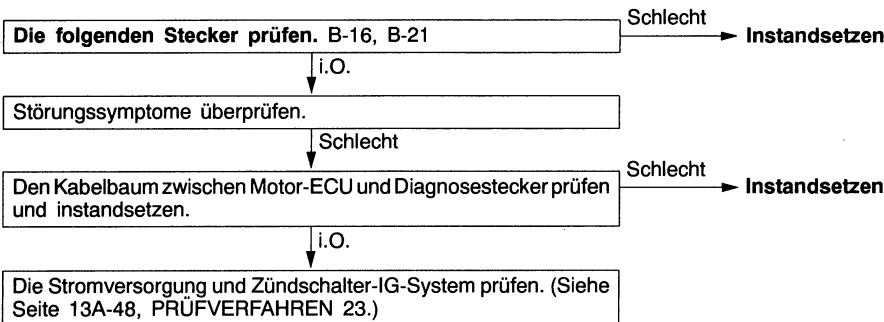 Die folgenden Stecker prüfen. B-16, B-21
Schlecht
Instandsetzen
i.O.
Störungssymptome überprüfen.
Schlecht
Den Kabelbaum zwischen Motor-ECU und Diagnosestecker prüfen
und instandsetzen.
Schlecht
Instandsetzen
i.O.
Die Stromversorgung und Zündschalter-IG-System prüfen. (Siehe
Seite 13A-48, PRÜFVERFAHREN 23.)